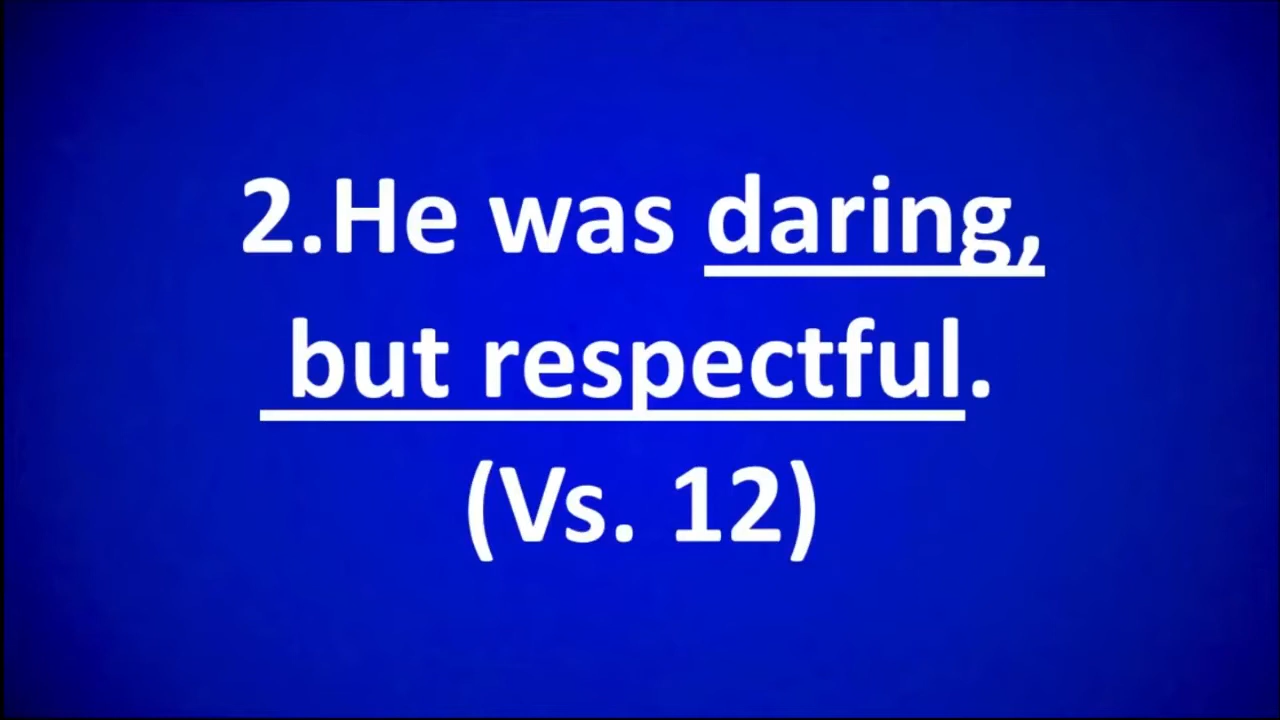 2.He was daring,
but respectful.
(Vs. 12)